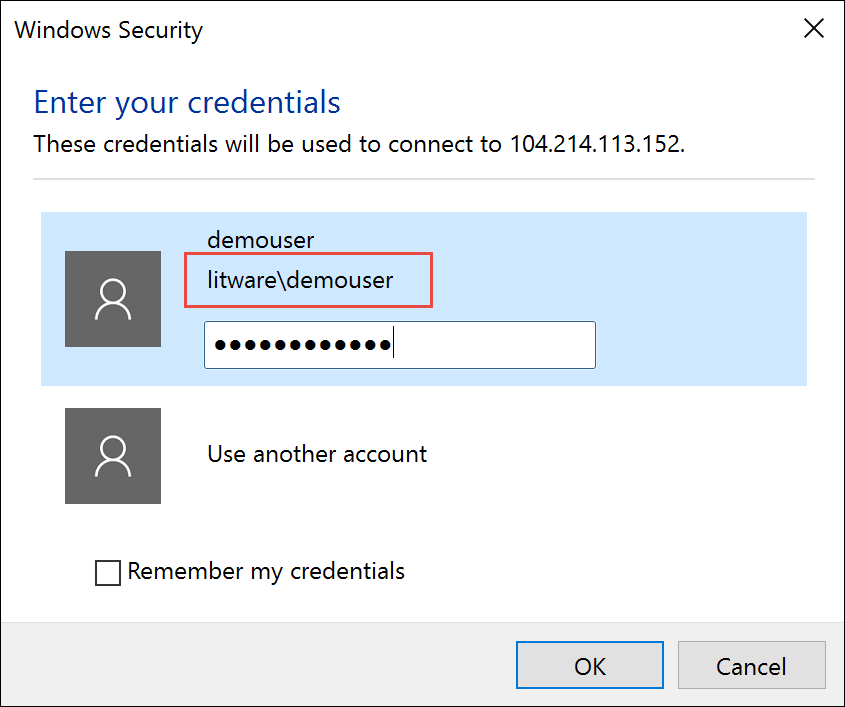 Windows Security
Enter your credentials
These credentials will be used to connect to 104.214.113.152.
demouser
litware\demouser
●●●●●●●●●●●●
Use another account
Remember my credentials
OK
Cancel